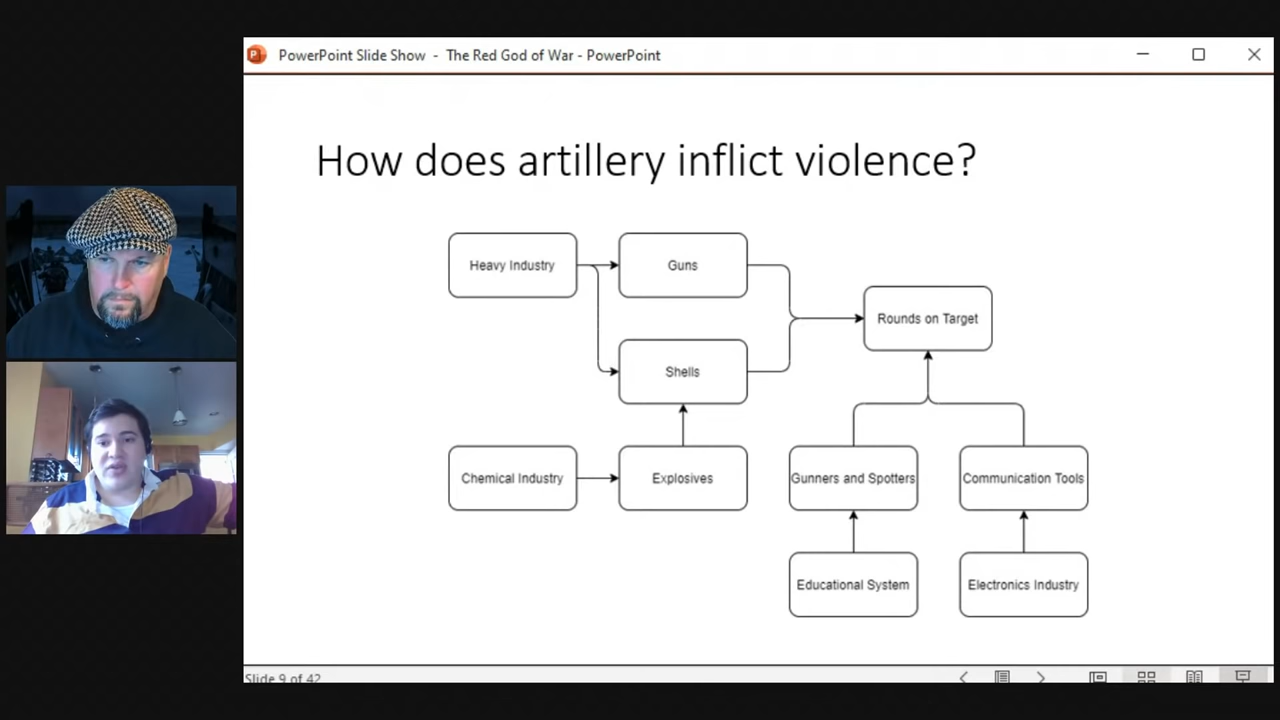 PowerPoint Slide Show - The Red God of War - PowerPoint
How does artillery inflict violence?
Heavy Industry
Guns
Rounds on Target
Shells
Chemical Industry
Explosives
Gunners and Spotters
Communication Tools
Educational System
Electronics Industry
Slide 9 of 42